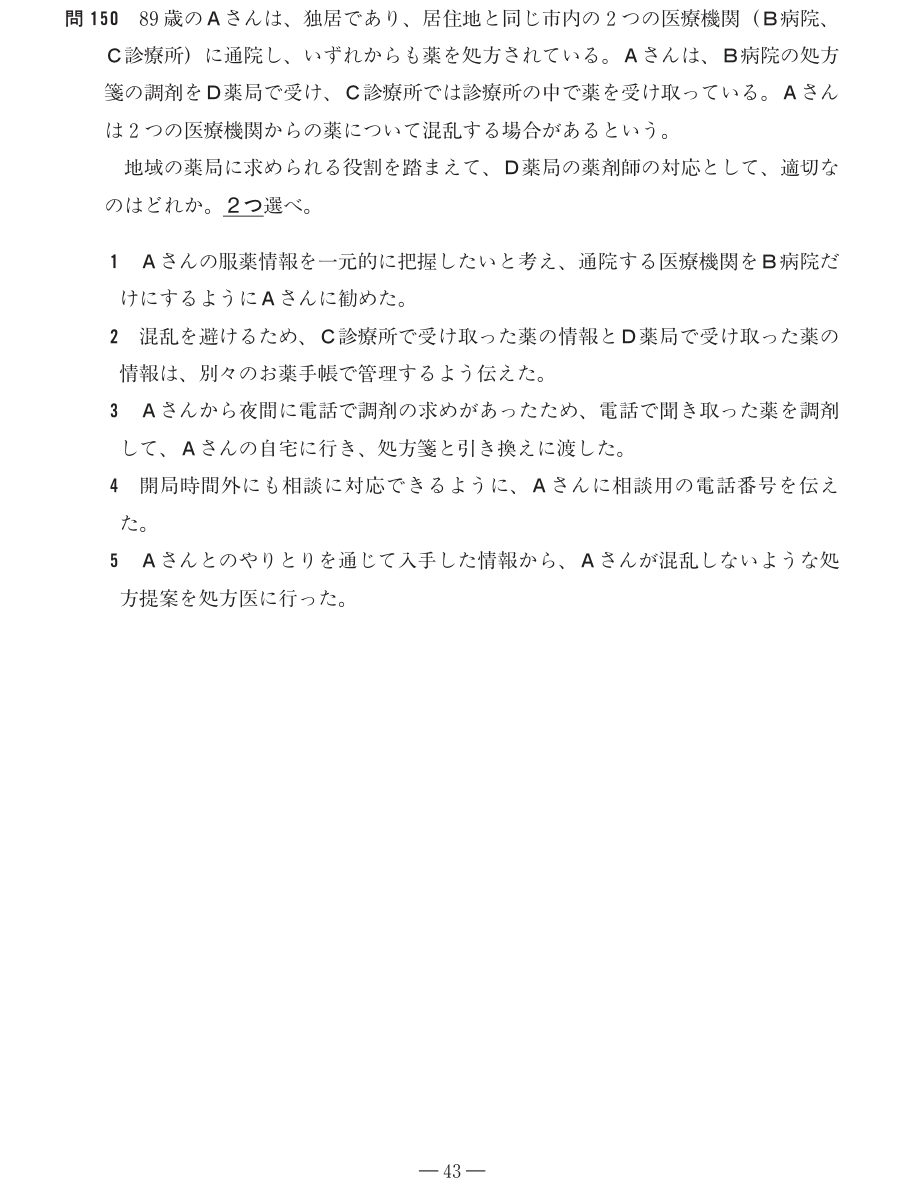 問150　89歳のＡさんは、独居であり、居住地と同じ市内の2つの医療機関（Ｂ病院、
Ｃ診療所）に通院し、いずれからも薬を処方されている。Ａさんは、Ｂ病院の処方
箋の調剤をＤ薬局で受け、Ｃ診療所では診療所の中で薬を受け取っている。Ａさん
は2つの医療機関からの薬について混乱する場合があるという。
地域の薬局に求められる役割を踏まえて、Ｄ薬局の薬剤師の対応として、適切な
のはどれか。２つ選べ。
1　Ａさんの服薬情報を一元的に把握したいと考え、通院する医療機関をＢ病院だ
けにするようにＡさんに勧めた。
2　混乱を避けるため、Ｃ診療所で受け取った薬の情報とＤ薬局で受け取った薬の
情報は、別々のお薬手帳で管理するよう伝えた。
3　Ａさんから夜間に電話で調剤の求めがあったため、電話で聞き取った薬を調剤
して、Ａさんの自宅に行き、処方箋と引き換えに渡した。
4　開局時間外にも相談に対応できるように、Ａさんに相談用の電話番号を伝え
た。
5　Ａさんとのやりとりを通じて入手した情報から、Ａさんが混乱しないような処
方提案を処方医に行った。
― 43 ―